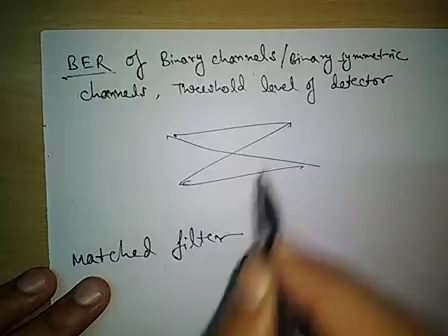 BER of Binary channels/Binary symmetric
channels, Threshold level of detector
Matched filter